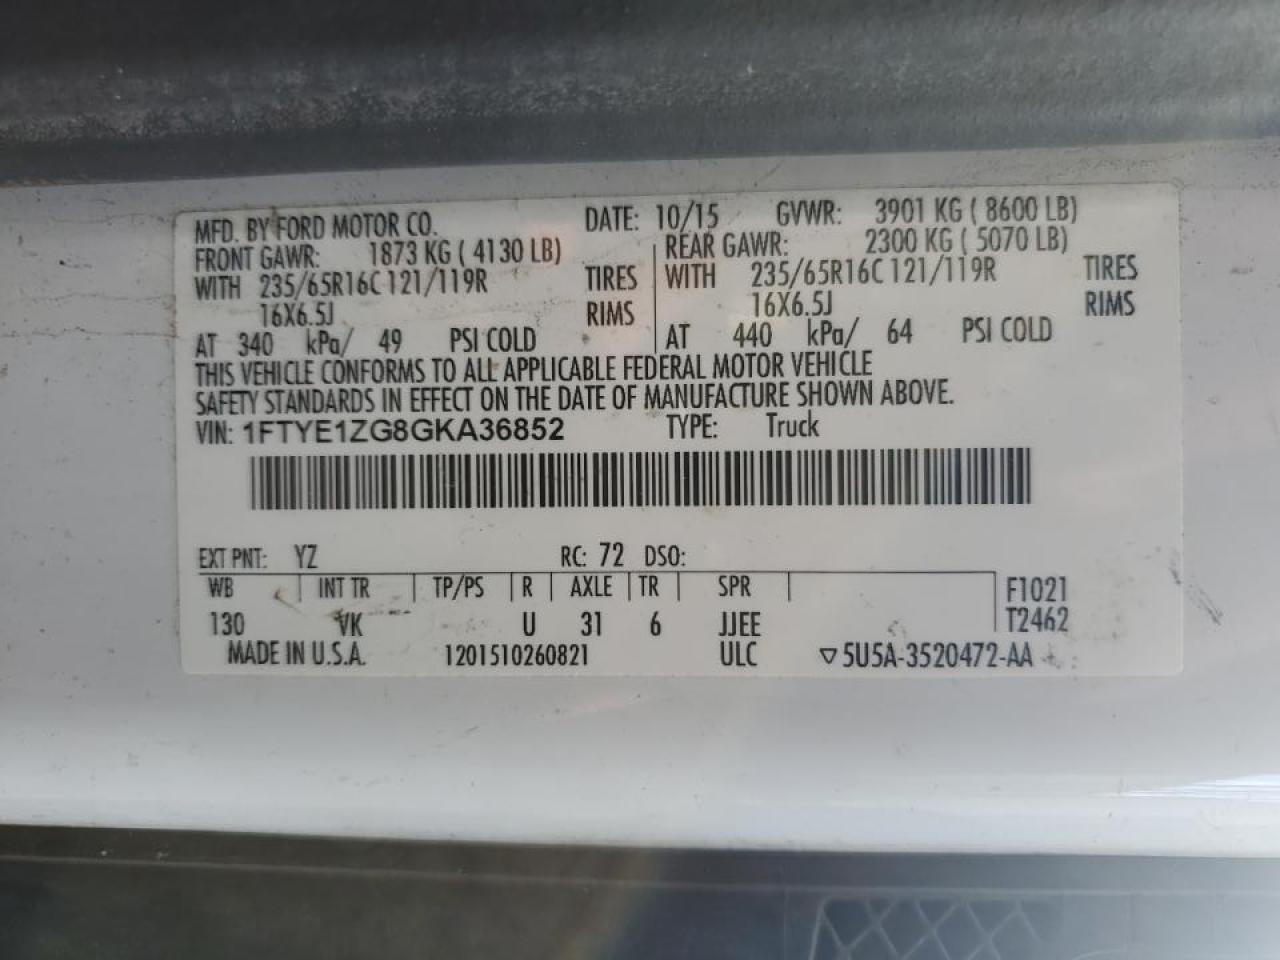 MFD. BY FORD MOTOR CO. DATE: 10/15 GVWR: 3901 KG ( 8600 LB)
FRONT GAWR: 1873 KG ( 4130 LB) REAR GAWR: 2300 KG ( 5070 LB)
WITH 235/65R16C 121/119R TIRES WITH 235/65R16C 121/119R TIRES
16X6.5J RIMS 16X6.5J RIMS
AT 340 kPa/ 49 PSI COLD AT 440 kPa/ 64 PSI COLD
THIS VEHICLE CONFORMS TO ALL APPLICABLE FEDERAL MOTOR VEHICLE
SAFETY STANDARDS IN EFFECT ON THE DATE OF MANUFACTURE SHOWN ABOVE.
VIN: 1FTYE1ZG8GKA36852 TYPE: Truck
EXT PNT: YZ RC: 72 DSO:
WB INT TR TP/PS R AXLE TR SPR F1021
130 VK U 31 6 JJEE T2462
MADE IN U.S.A. 1201510260821 ULC ▽5U5A-3520472-AA